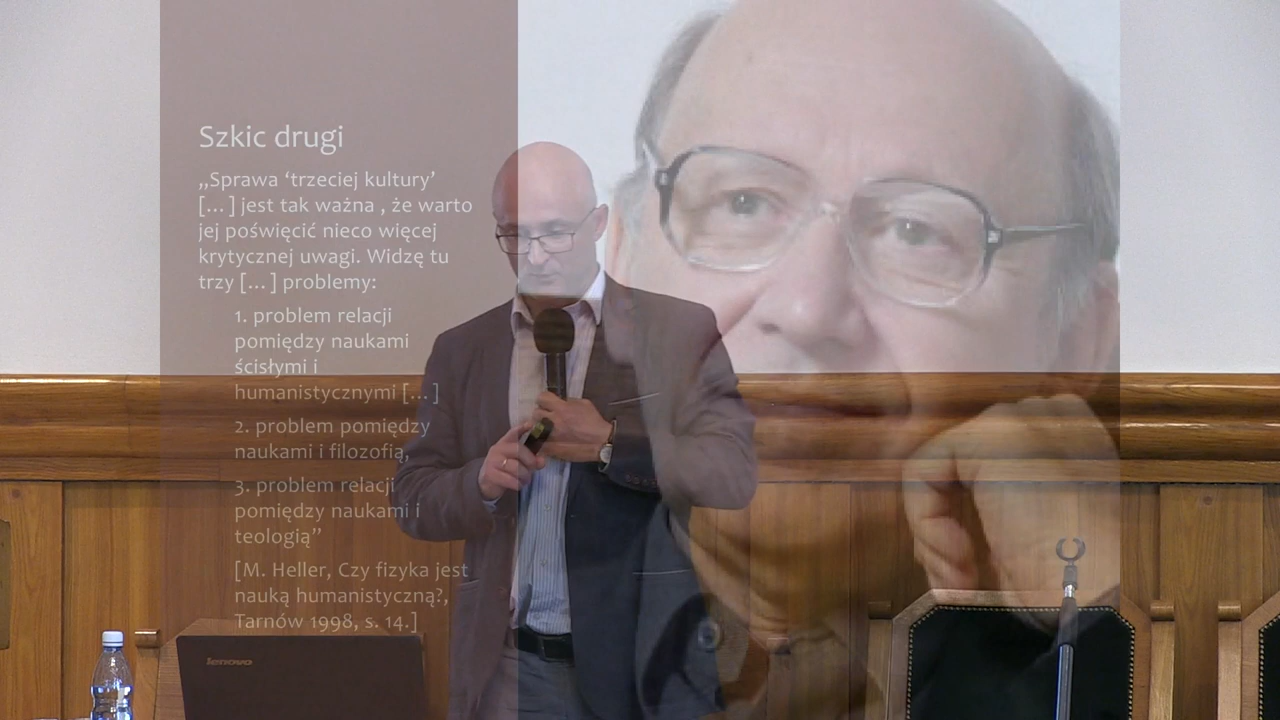 Szkic drugi
„Sprawa ‘trzeciej kultury’
[... ] jest tak ważna , że warto
jej poświęcić nieco więcej
krytycznej uwagi. Widzę tu
trzy [... ] problemy:
1. problem relacji
pomiędzy naukami
ścisłymi i
humanistycznymi [... ]
2. problem pomiędzy
naukami i filozofią,
3. problem relacji
pomiędzy naukami i
teologią”
[M. Heller, Czy fizyka jest
nauką humanistyczną?,
Tarnów 1998, s. 14.]
lenovo